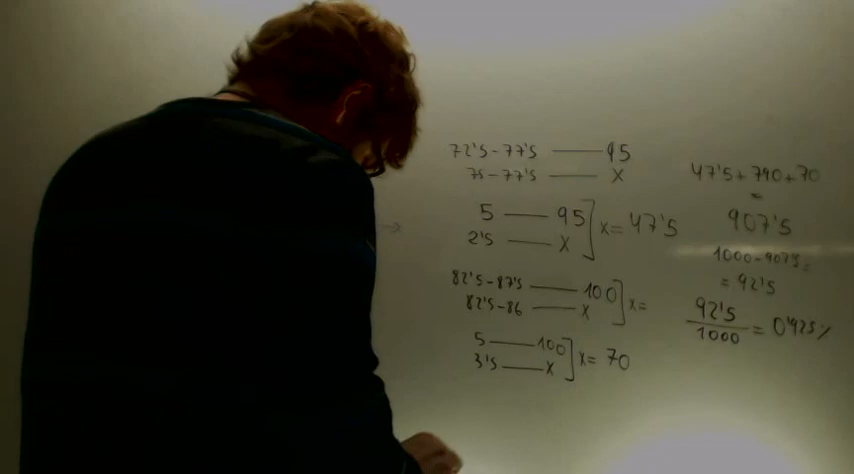 72'5-77'5 —— 95
75-77'5 —— X
5 —— 95
2'5 —— X ] X= 47'5
82'5-87'5 —— 100
82'5-86 —— X ] X=
5 —— 100
3'5 —— X ] X= 70
47'5+790+70
=
907'5
1000-907'5=
= 92'5
92'5
1000 = 0'925%